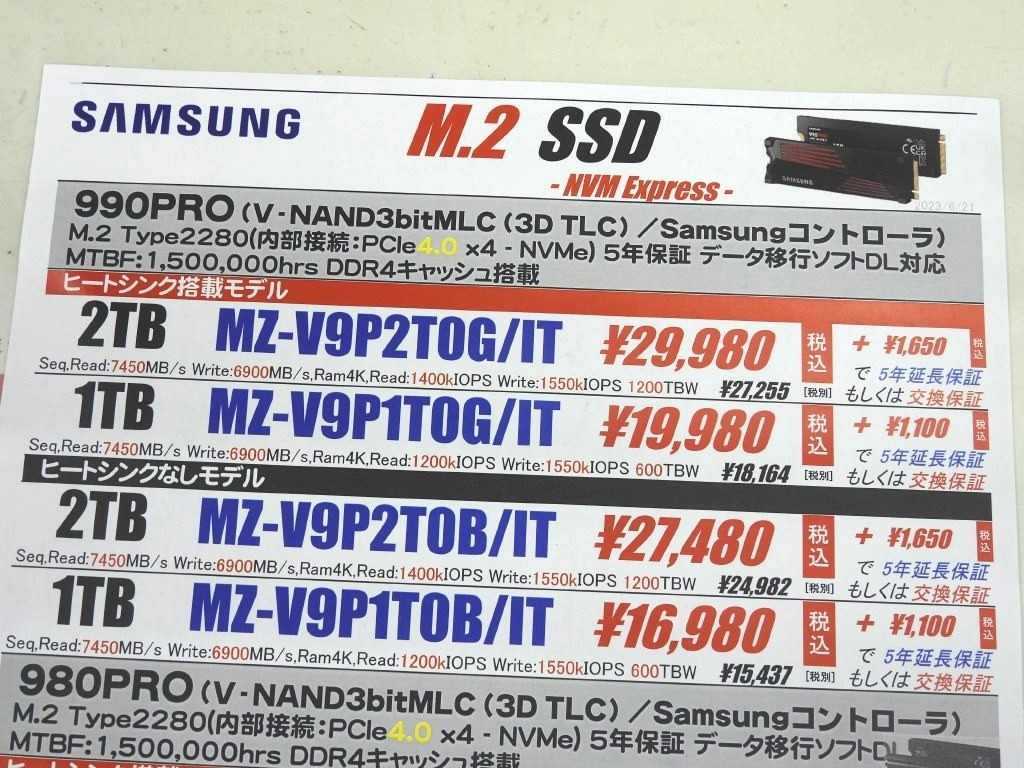 SAMSUNG
M.2 SSD
- NVM Express -
2023/6/21
990PRO (V-NAND3bitMLC (3D TLC) /Samsungコントローラ)
M.2 Type2280(内部接続:PCIe4.0 x4 - NVMe) 5年保証 データ移行ソフトDL対応
MTBF:1,500,000hrs DDR4キャッシュ搭載
ヒートシンク搭載モデル
2TB MZ-V9P2T0G/IT ¥29,980 税込 + ¥1,650 税込
で 5年延長保証
Seq,Read:7450MB/s Write:6900MB/s,Ram4K,Read:1400kIOPS Write:1550kIOPS 1200TBW ¥27,255 [税別] もしくは 交換保証
1TB MZ-V9P1T0G/IT ¥19,980 税込 + ¥1,100 税込
で 5年延長保証
Seq,Read:7450MB/s Write:6900MB/s,Ram4K,Read:1200kIOPS Write:1550kIOPS 600TBW ¥18,164 [税別] もしくは 交換保証
ヒートシンクなしモデル
2TB MZ-V9P2T0B/IT ¥27,480 税込 + ¥1,650 税込
で 5年延長保証
Seq,Read:7450MB/s Write:6900MB/s,Ram4K,Read:1400kIOPS Write:1550kIOPS 1200TBW ¥24,982 [税別] もしくは 交換保証
1TB MZ-V9P1T0B/IT ¥16,980 税込 + ¥1,100 税込
で 5年延長保証
Seq,Read:7450MB/s Write:6900MB/s,Ram4K,Read:1200kIOPS Write:1550kIOPS 600TBW ¥15,437 [税別] もしくは 交換保証
980PRO (V-NAND3bitMLC (3D TLC) /Samsungコントローラ)
M.2 Type2280(内部接続:PCIe4.0 x4 - NVMe) 5年保証 データ移行ソフトDL
MTBF:1,500,000hrs DDR4キャッシュ搭載
ヒートシンク搭載モデル